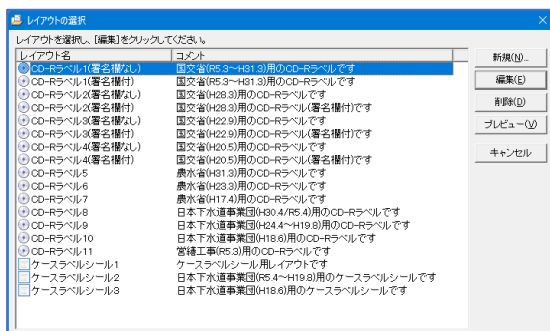 レイアウトの選択
レイアウトを選択し、[編集]をクリックしてください。
レイアウト名 コメント
CD-Rラベル1(署名欄なし) 国交省(R5.3～H31.3)用のCD-Rラベルです
CD-Rラベル1(署名欄付) 国交省(R5.3～H31.3)用のCD-Rラベルです
CD-Rラベル2(署名欄なし) 国交省(H28.3)用のCD-Rラベルです
CD-Rラベル2(署名欄付) 国交省(H28.3)用のCD-Rラベル(署名欄付)です
CD-Rラベル3(署名欄なし) 国交省(H22.9)用のCD-Rラベルです
CD-Rラベル3(署名欄付) 国交省(H22.9)用のCD-Rラベル(署名欄付)です
CD-Rラベル4(署名欄なし) 国交省(H20.5)用のCD-Rラベルです
CD-Rラベル4(署名欄付) 国交省(H20.5)用のCD-Rラベル(署名欄付)です
CD-Rラベル5 農水省(H31.3)用のCD-Rラベルです
CD-Rラベル6 農水省(H23.3)用のCD-Rラベルです
CD-Rラベル7 農水省(H17.4)用のCD-Rラベルです
CD-Rラベル8 日本下水道事業団(H30.4/R5.4)用のCD-Rラベルです
CD-Rラベル9 日本下水道事業団(H24.4～H19.8)用のCD-Rラベルです
CD-Rラベル10 日本下水道事業団(H18.6)用のCD-Rラベルです
CD-Rラベル11 営繕工事(R5.3)用のCD-Rラベルです
ケースラベルシール1 ケースラベルシール用レイアウトです
ケースラベルシール2 日本下水道事業団(R5.4～H19.8)用のケースラベルシールです
ケースラベルシール3 日本下水道事業団(H18.6)用のケースラベルシールです
新規(N)...
編集(E)
削除(D)
プレビュー(V)
キャンセル